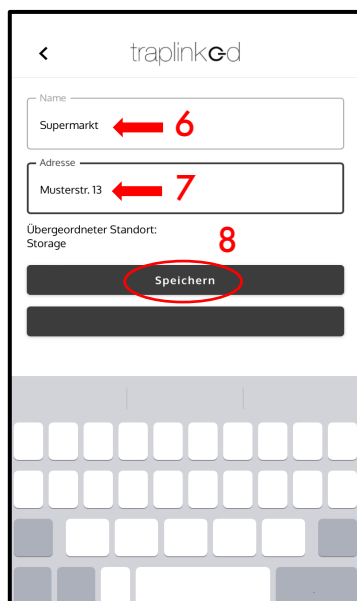 traplinked
Name
Supermarkt 6
Adresse
Musterstr. 13 7
Übergeordneter Standort:
Storage
8
Speichern